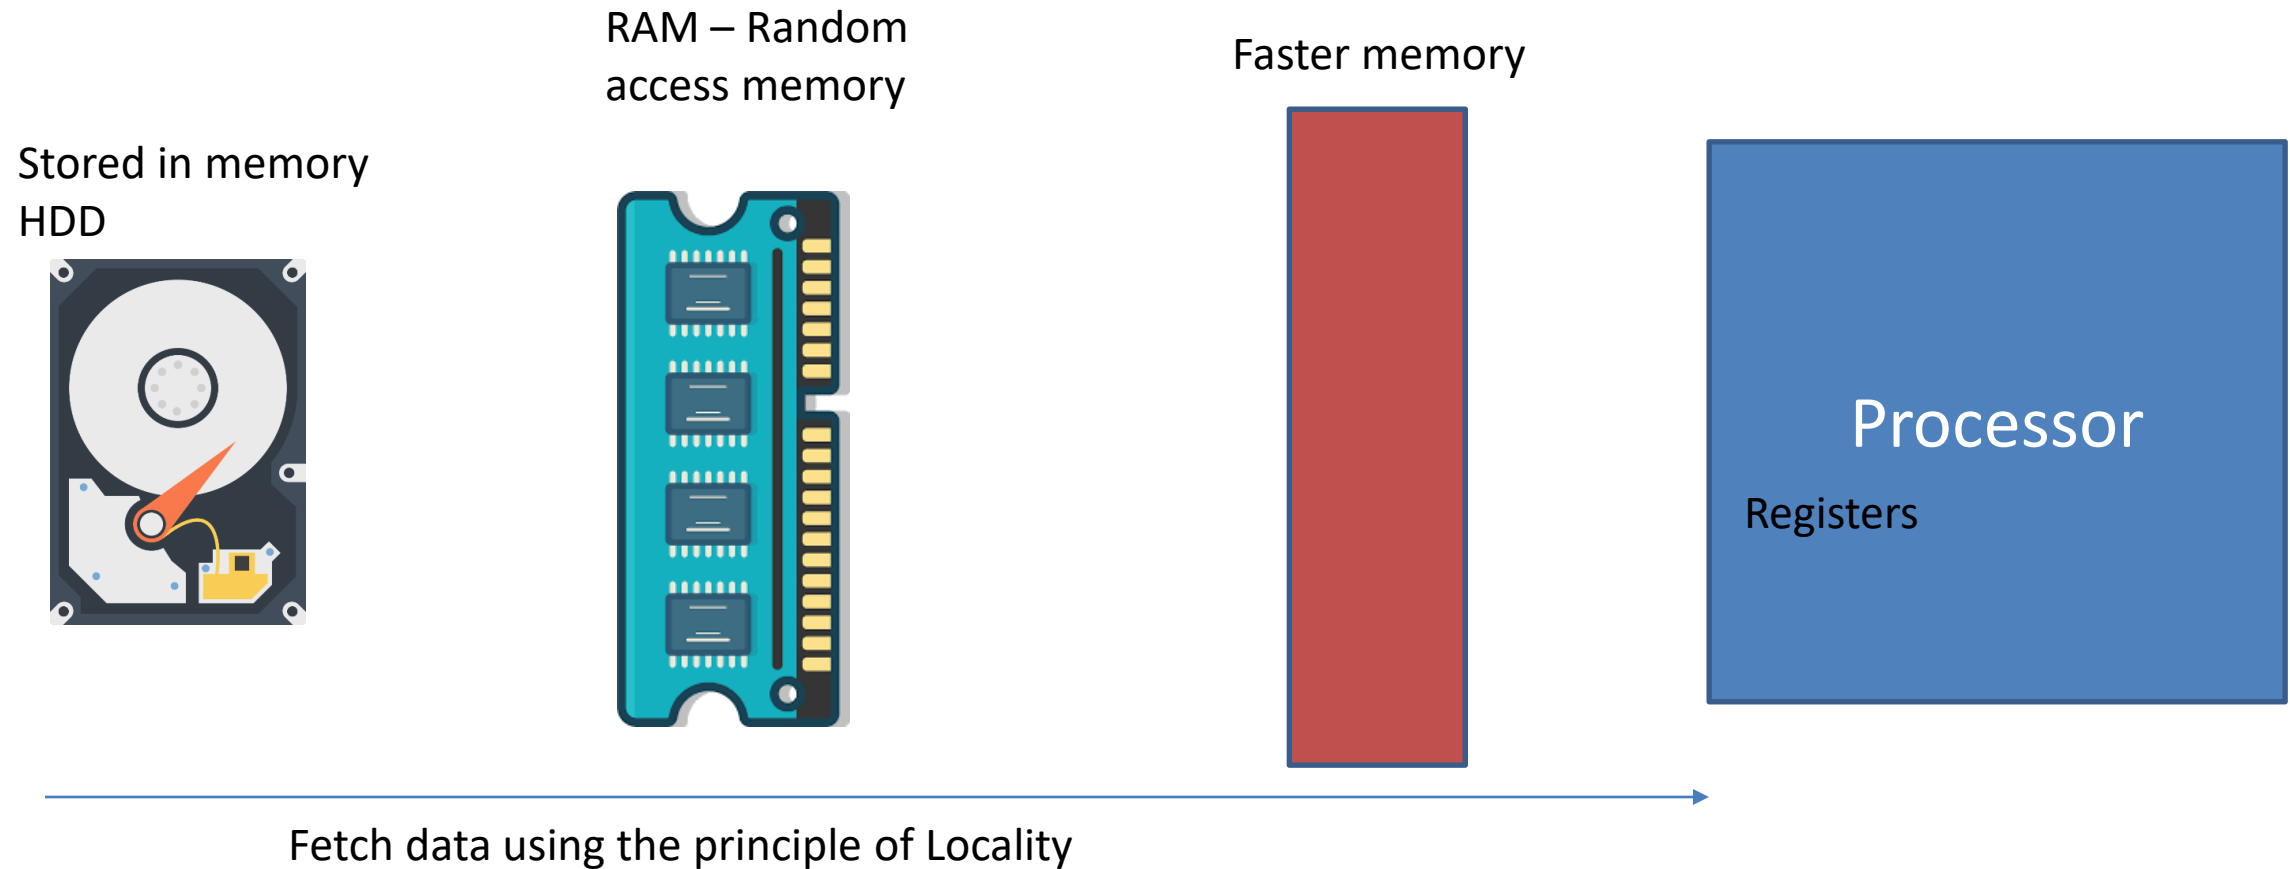 RAM – Random
access memory
Faster memory
Stored in memory
HDD
Processor
Registers
Fetch data using the principle of Locality